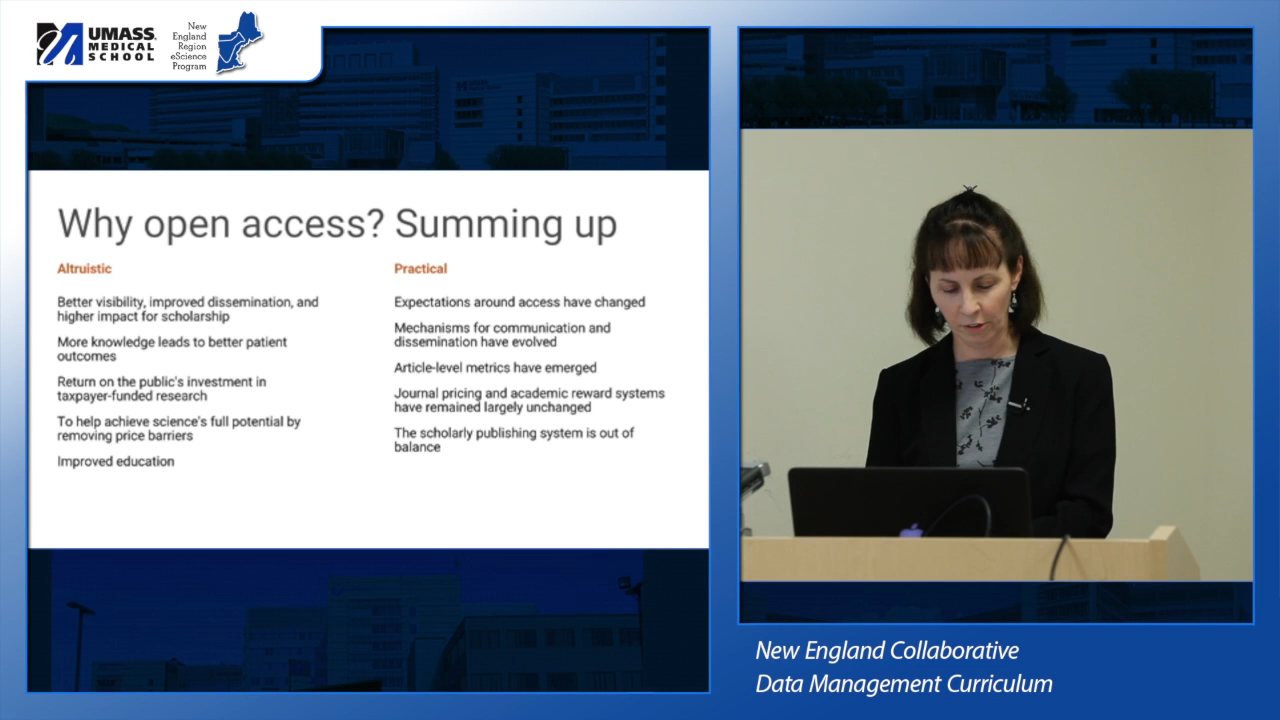 UMASS
MEDICAL
SCHOOL
New
England
Region
eScience
Program
Why open access? Summing up
Altruistic
Better visibility, improved dissemination, and
higher impact for scholarship
More knowledge leads to better patient
outcomes
Return on the public's investment in
taxpayer-funded research
To help achieve science's full potential by
removing price barriers
Improved education
Practical
Expectations around access have changed
Mechanisms for communication and
dissemination have evolved
Article-level metrics have emerged
Journal pricing and academic reward systems
have remained largely unchanged
The scholarly publishing system is out of
balance
New England Collaborative
Data Management Curriculum